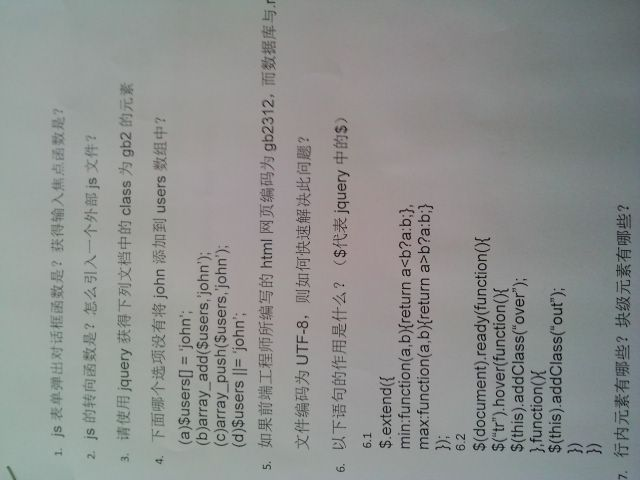 1. js 表单弹出对话框函数是？获得输入焦点函数是？
2. js 的转向函数是？怎么引入一个外部 js 文件？
3. 请使用 jquery 获得下列文档中的 class 为 gb2 的元素
4. 下面哪个选项没有将 john 添加到 users 数组中？
(a)$users[] = 'john';
(b)array_add($users,'john');
(c)array_push($users,'john');
(d)$users ||= 'john';
5. 如果前端工程师所编写的 html 网页编码为 gb2312，而数据库与.
文件编码为 UTF-8，则如何快速解决此问题？
6. 以下语句的作用是什么？（$代表 jquery 中的$）
6.1
$.extend({
min:function(a,b){return a<b?a:b;},
max:function(a,b){return a>b?a:b;}
});
6.2
$(document).ready(function(){
$("tr").hover(function(){
$(this).addClass("over");
},function(){
$(this).addClass("out");
})
})
7. 行内元素有哪些？块级元素有哪些？